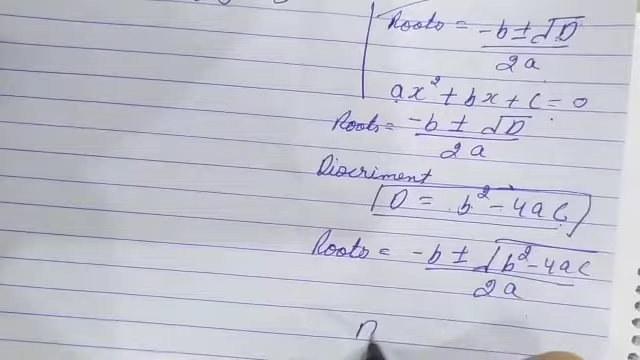 Roots = -b ± √D / 2a
ax² + bx + c = 0
Roots = -b ± √D / 2a
Discriment
D = b² - 4ac
Roots = -b ± √b² - 4ac / 2a